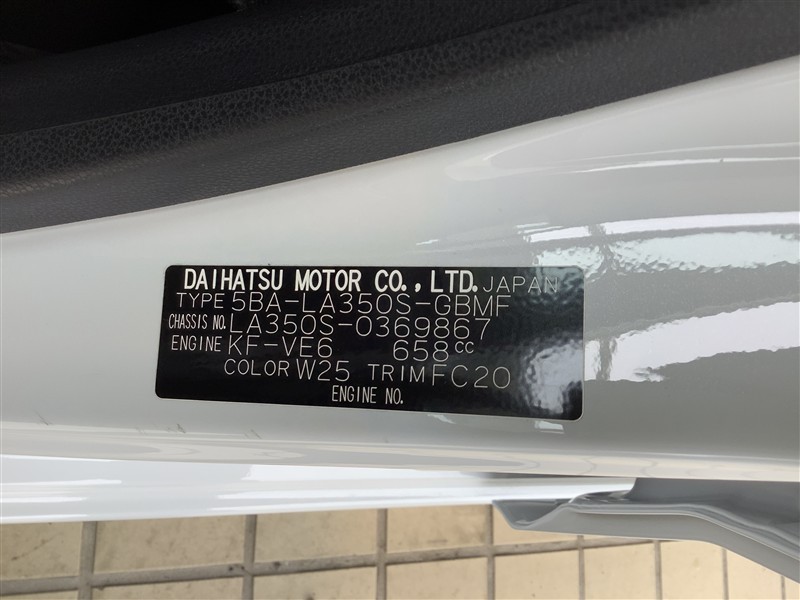 DAIHATSU MOTOR CO., LTD. JAPAN
TYPE 5BA-LA350S-GBMF
CHASSIS NO. LA350S-0369867
ENGINE KF-VE6 658CC
COLOR W25 TRIM FC20
ENGINE NO.